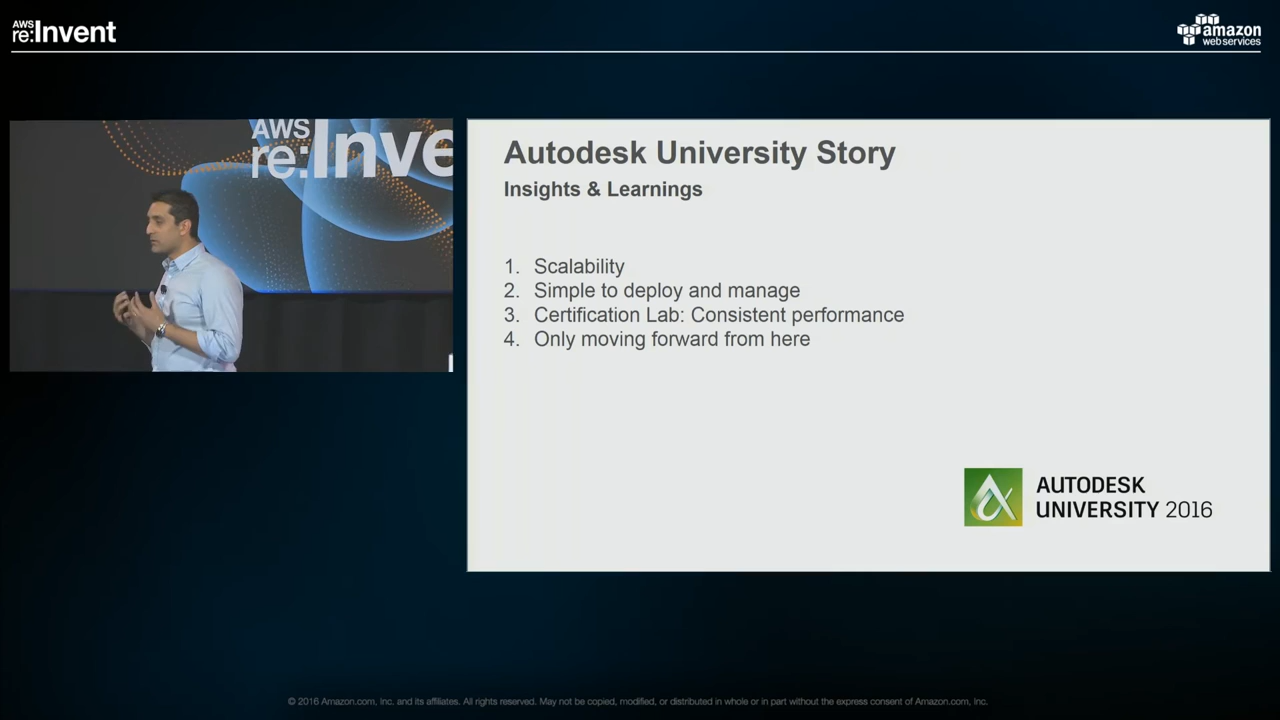 AWS
re:Invent
amazon
web services
AWS
re:Inve
Autodesk University Story
Insights & Learnings
1. Scalability
2. Simple to deploy and manage
3. Certification Lab: Consistent performance
4. Only moving forward from here
AUTODESK
UNIVERSITY 2016
© 2016 Amazon.com, Inc. and its affiliates. All rights reserved. May not be copied, modified, or distributed in whole or in part without the express consent of Amazon.com, Inc.